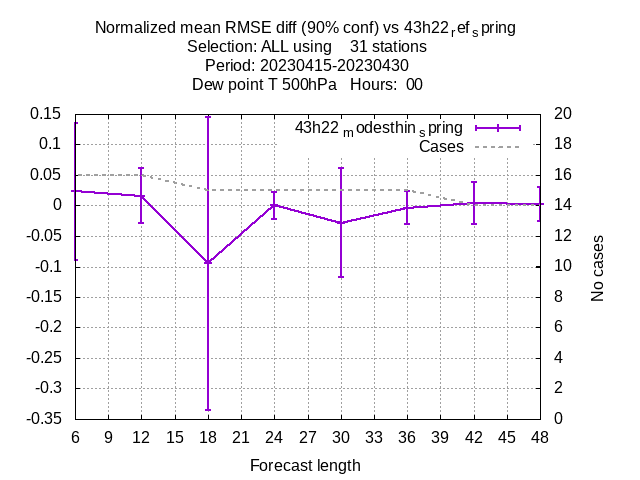 Normalized mean RMSE diff (90% conf) vs 43h22refspring
Selection: ALL using 31 stations
Period: 20230415-20230430
Dew point T 500hPa Hours: 00
43h22modesthinspring
Cases
0.15
0.1
0.05
0
-0.05
-0.1
-0.15
-0.2
-0.25
-0.3
-0.35
20
18
16
14
12
10
8
6
4
2
0
No cases
6 9 12 15 18 21 24 27 30 33 36 39 42 45 48
Forecast length